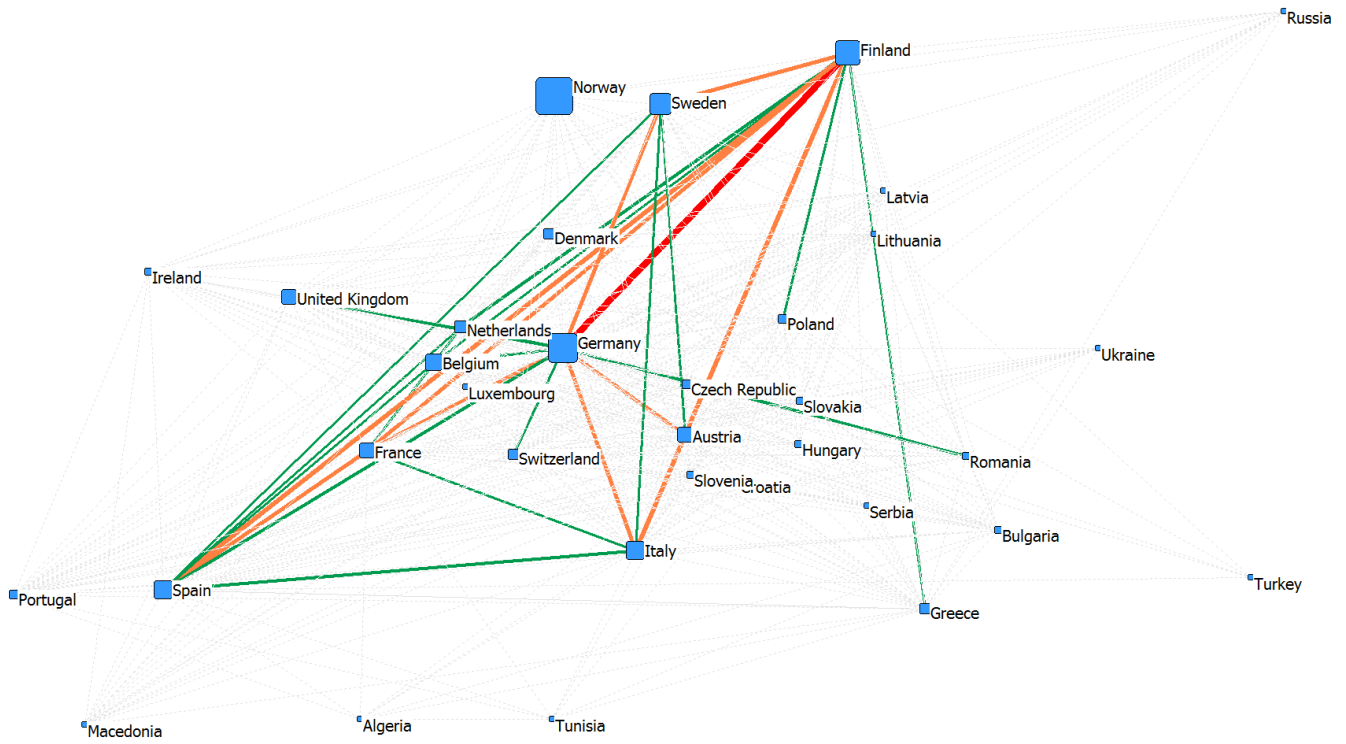 Russia
Finland
Norway
Sweden
Latvia
Denmark
Lithuania
Ireland
United Kingdom
Netherlands
Poland
Germany
Ukraine
Belgium
Luxembourg
Czech Republic
Slovakia
Austria
France
Hungary
Switzerland
Romania
Slovenia
roatia
Serbia
Bulgaria
Italy
Turkey
Spain
Portugal
Greece
Macedonia
Algeria
Tunisia